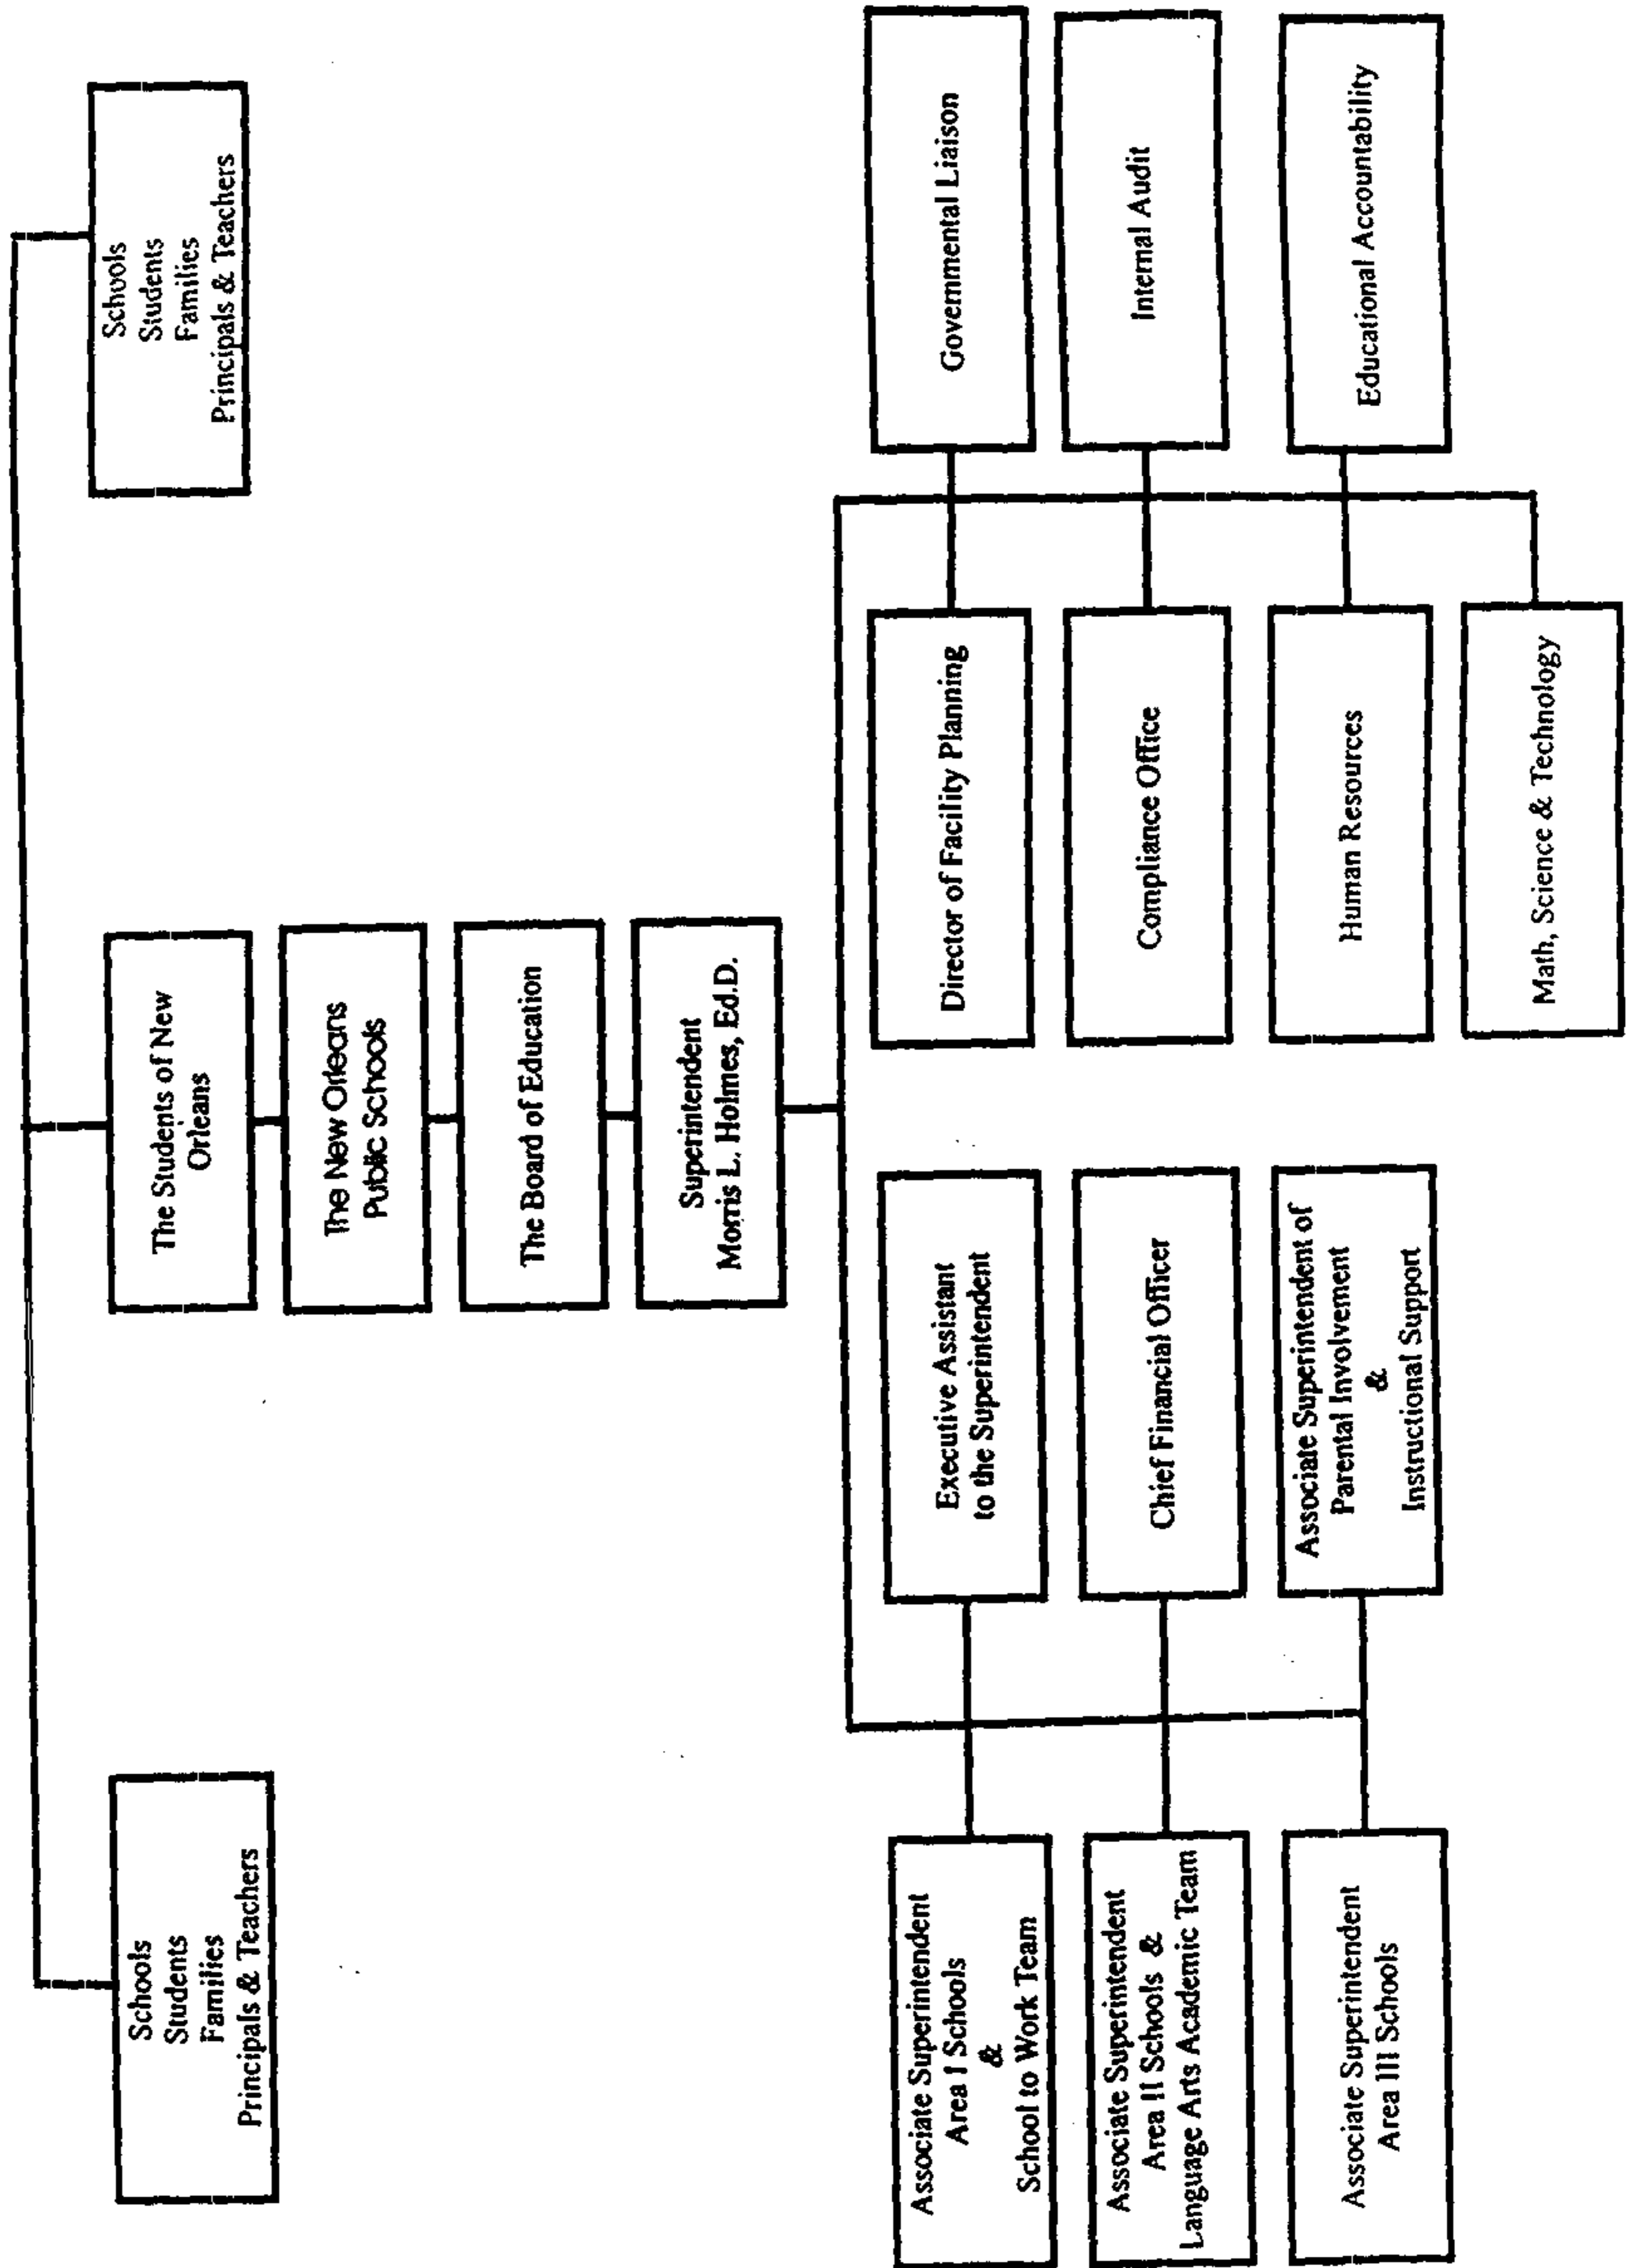 Schools
Students
Families
Principals & Teachers
The Students of New
Orleans
Schools
Students
Families
Principals & Teachers
The New Orleans
Public Schools
The Board of Education
Superintendent
Morris L. Holmes, Ed.D.
Associate Superintendent
Area I Schools
&
School to Work Team
Executive Assistant
to the Superintendent
Director of Facility Planning
Governmental Liaison
Associate Superintendent
Area II Schools &
Language Arts Academic Team
Chief Financial Officer
Compliance Office
Internal Audit
Associate Superintendent
Area III Schools
Associate Superintendent of
Parental Involvement
&
Instructional Support
Human Resources
Educational Accountability
Math, Science & Technology